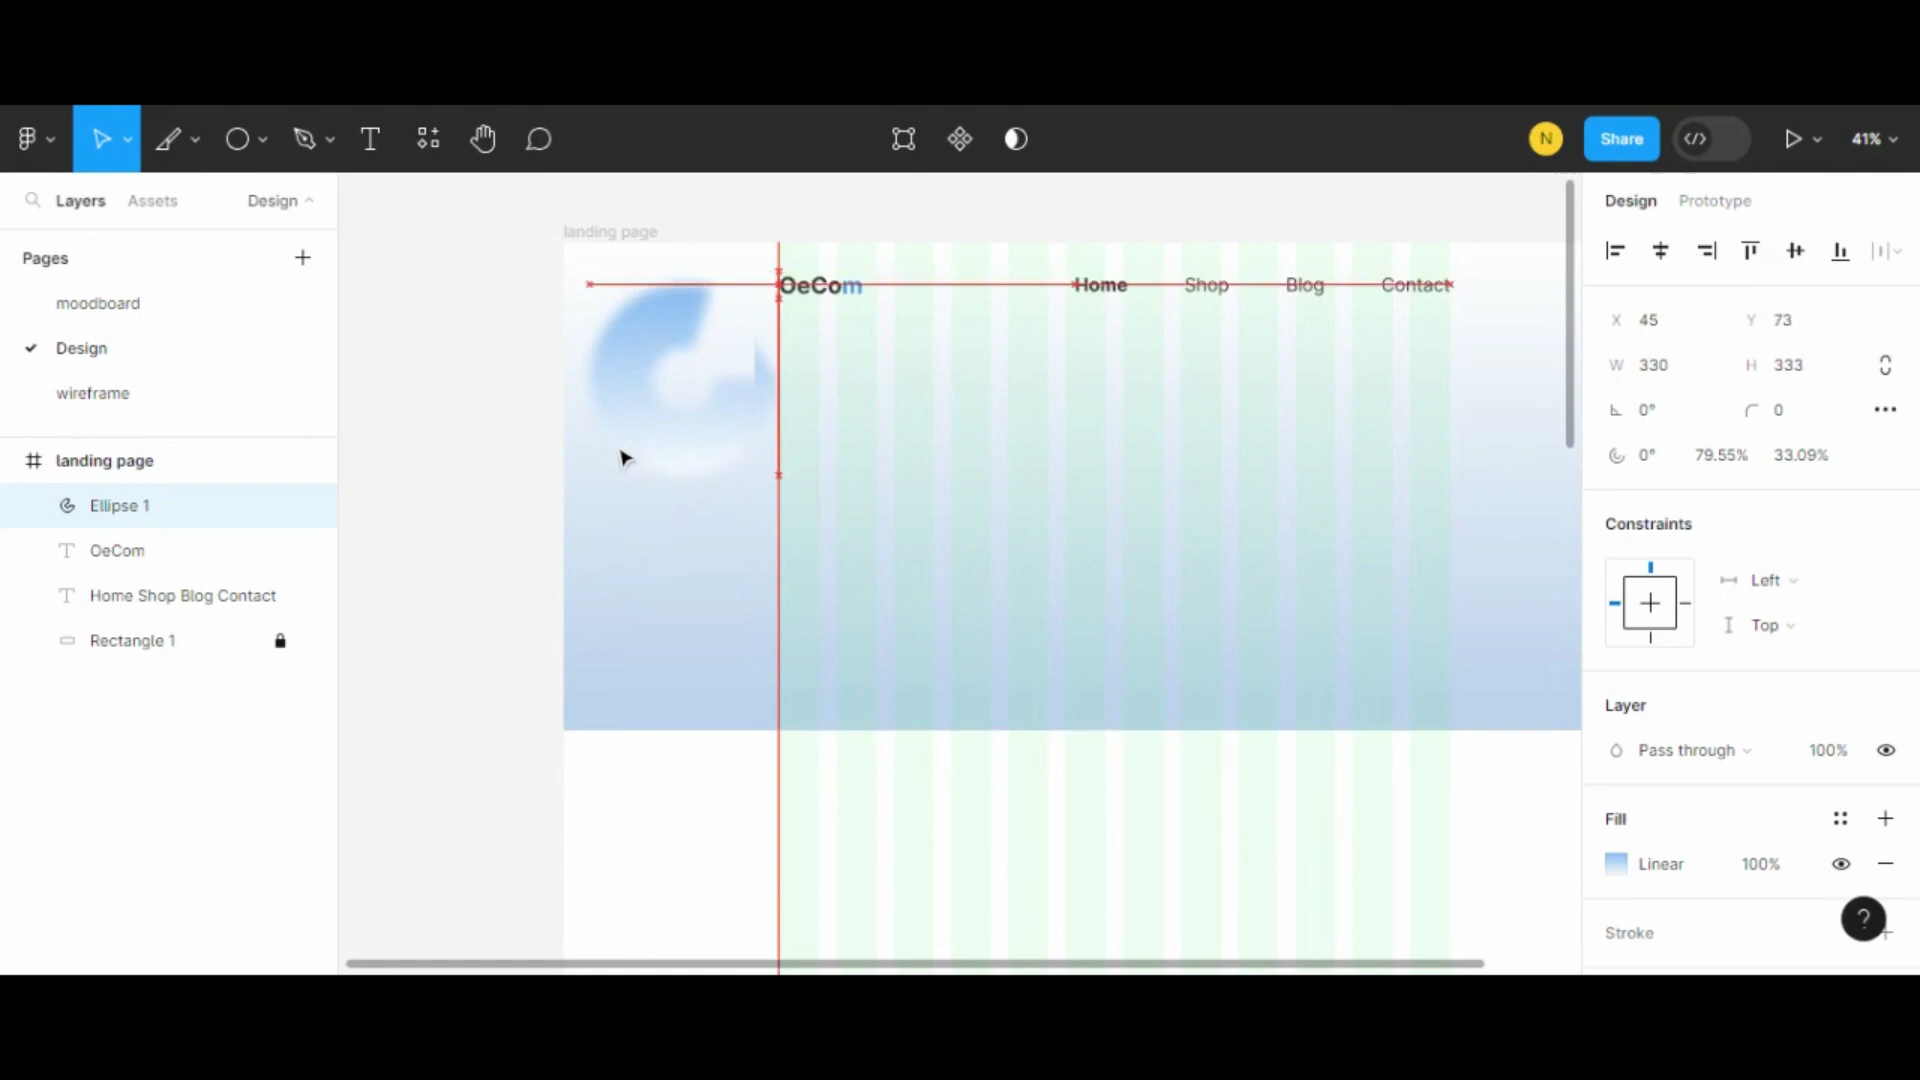 N
Share
41%
Layers
Assets
Design
Pages
moodboard
Design
wireframe
landing page
Ellipse 1
OeCom
Home Shop Blog Contact
Rectangle 1
landing page
OeCom
Home
Shop
Blog
Contact
Design
Prototype
X 45
Y 73
W 330
H 333
0°
0
0°
79.55%
33.09%
Constraints
Left
Top
Layer
Pass through
100%
Fill
Linear
100%
Stroke
?